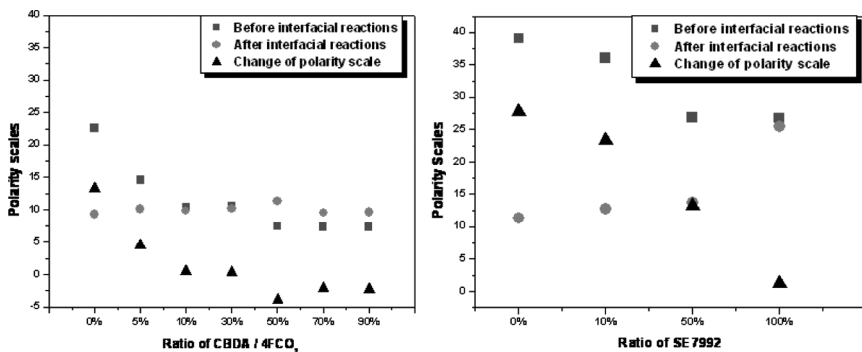 40
35
30
25
20
15
10
5
0
-5
Polarity scales
Before interfacial reactions
After interfacial reactions
Change of polarity scale
0% 5% 10% 30% 50% 70% 90%
Ratio of CBDA / 4FCO
40
35
30
25
20
15
10
5
0
Polarity Scales
Before interfacial reactions
After interfacial reactions
Change of polarity scale
0% 10% 50% 100%
Ratio of SE7992